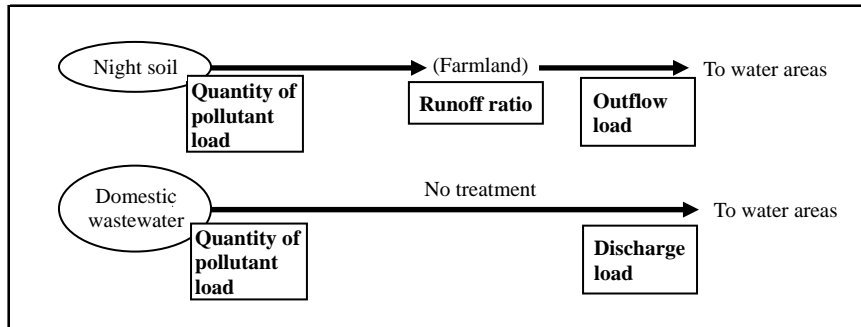 Night soil
(Farmland)
To water areas
Quantity of
pollutant
load
Runoff ratio
Outflow
load
Domestic
wastewater
No treatment
To water areas
Quantity of
pollutant
load
Discharge
load